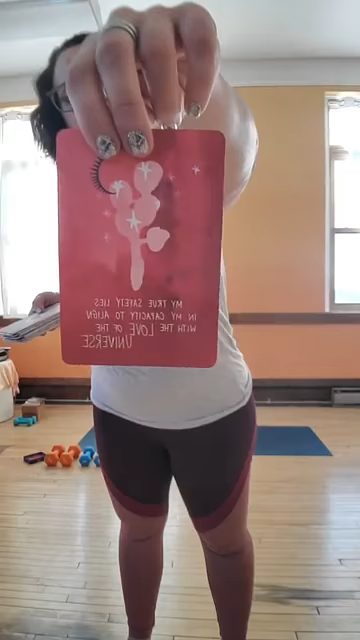 MY TRUE SAFETY LIES
IN MY CAPACITY TO ALIGN
WITH THE LOVE OF THE
UNIVERSE